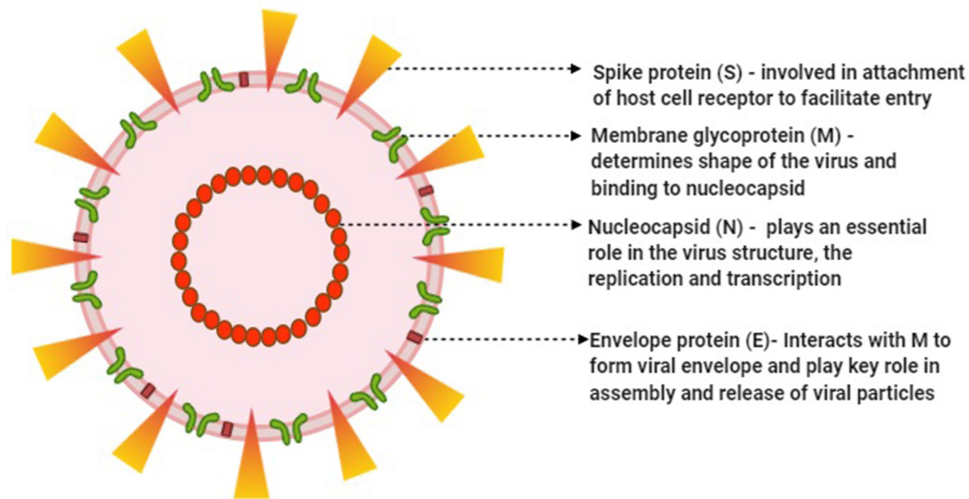 Spike protein (S) - involved in attachment
of host cell receptor to facilitate entry
Membrane glycoprotein (M) -
determines shape of the virus and
binding to nucleocapsid
Nucleocapsid (N) - plays an essential
role in the virus structure, the
replication and transcription
Envelope protein (E)- Interacts with M to
form viral envelope and play key role in
assembly and release of viral particles